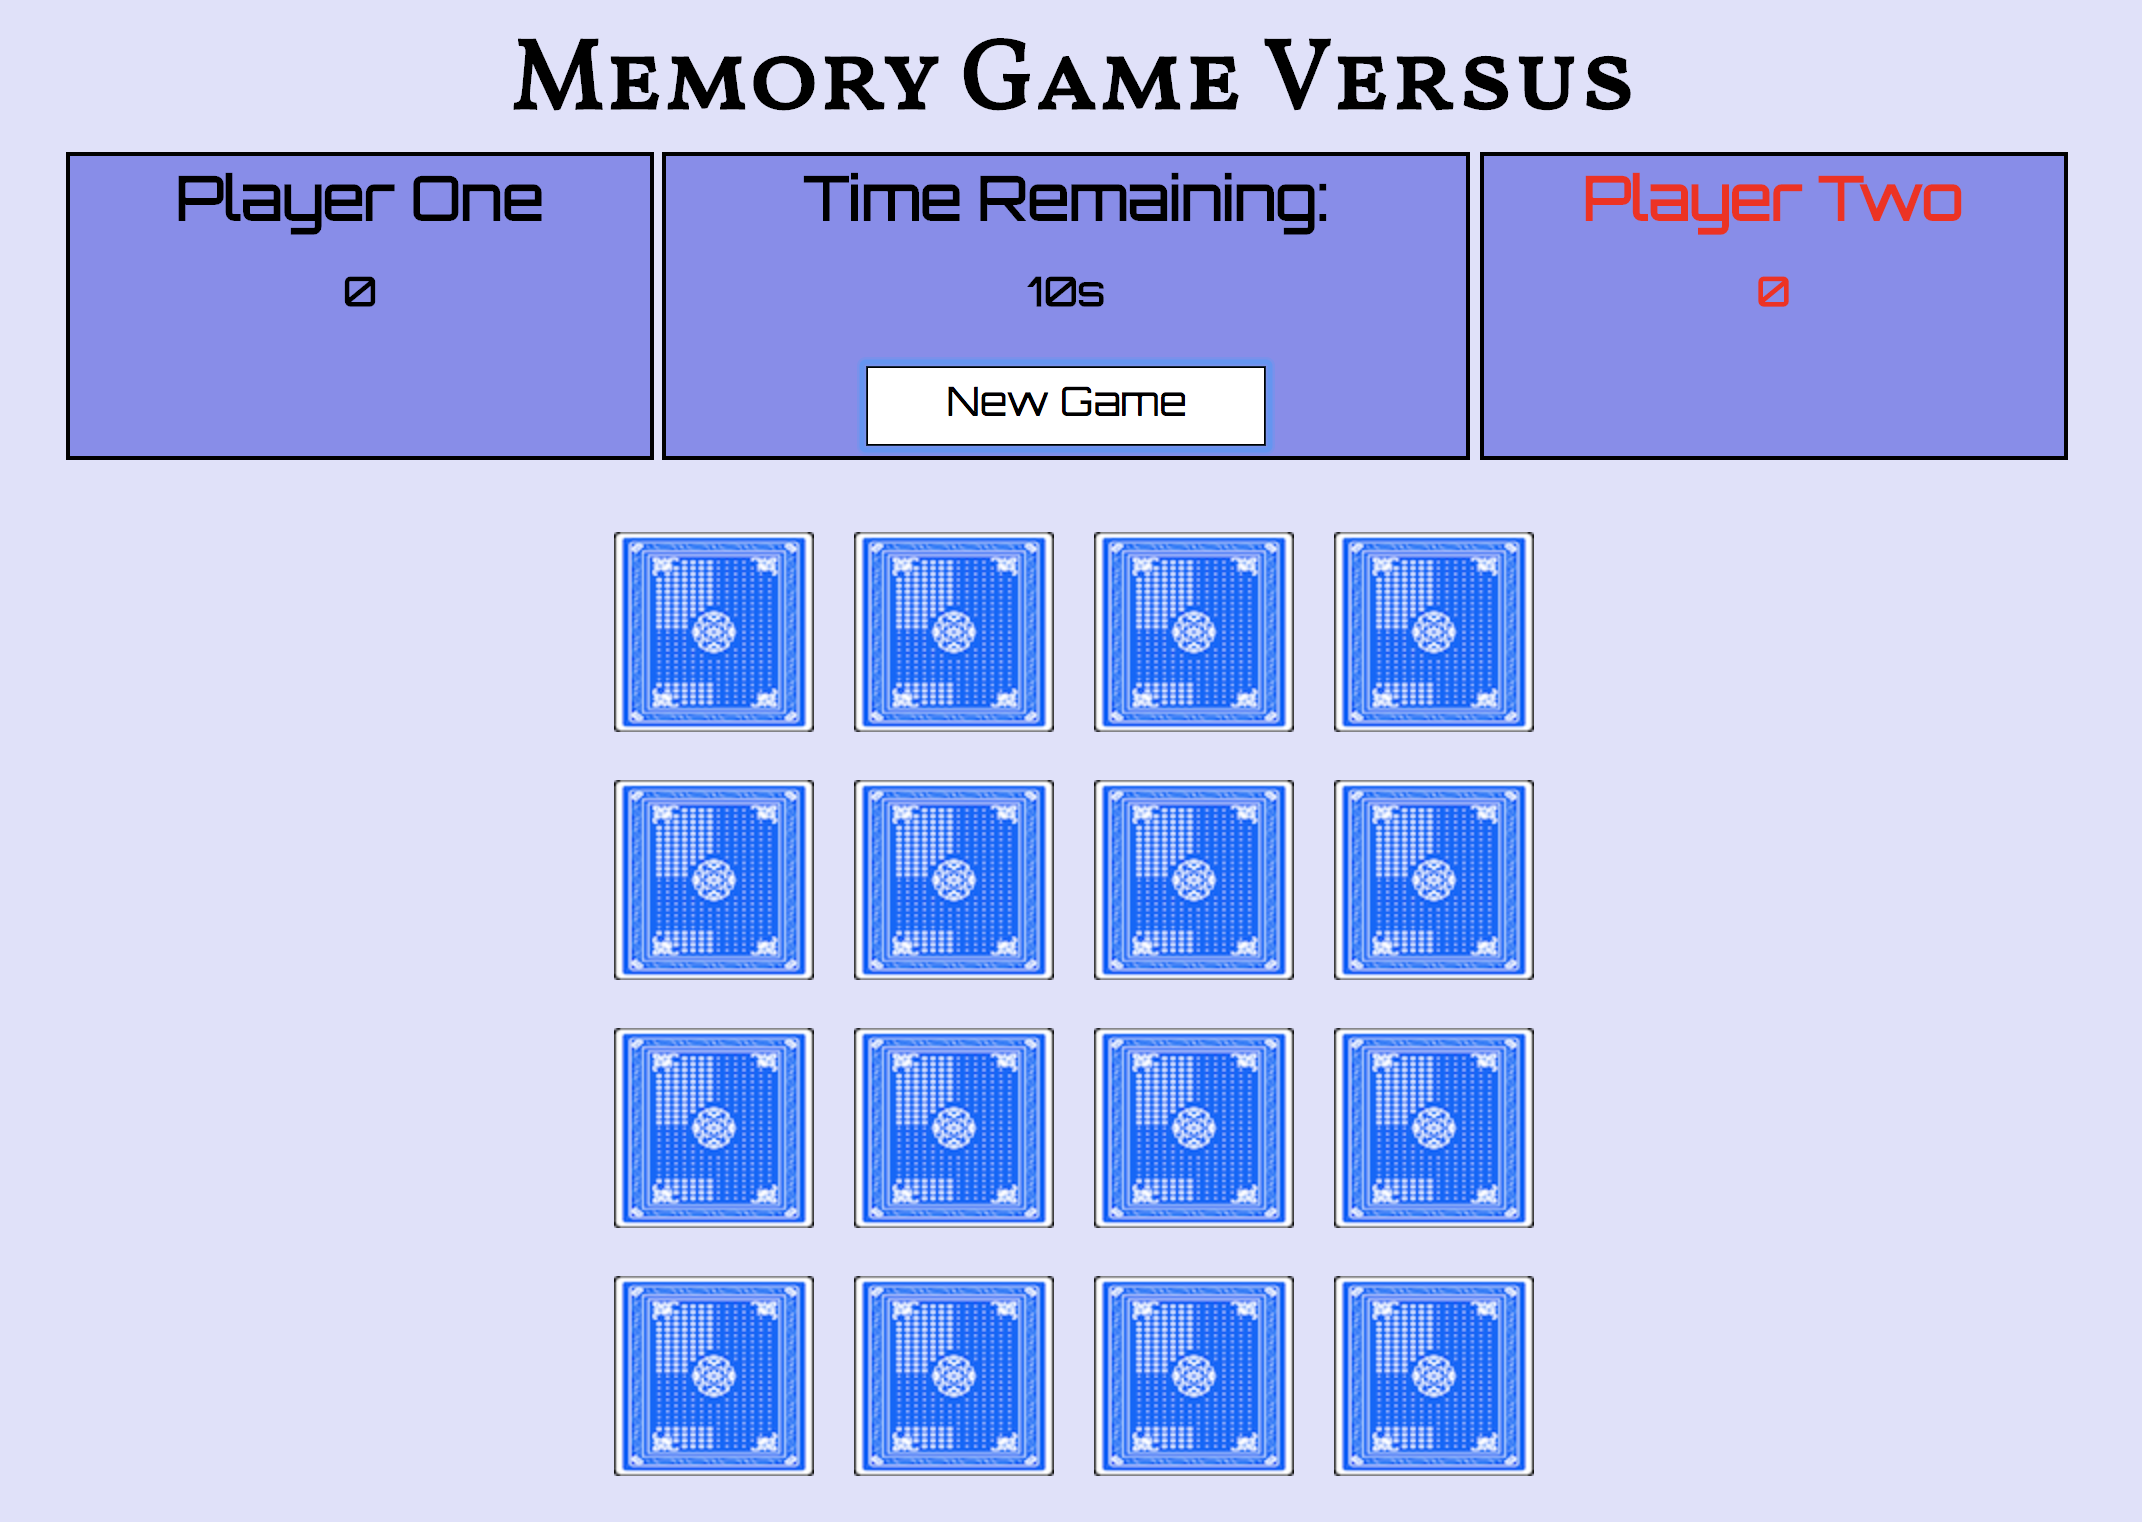 Memory Game Versus
Player One
0
Time Remaining:
10s
New Game
Player Two
0